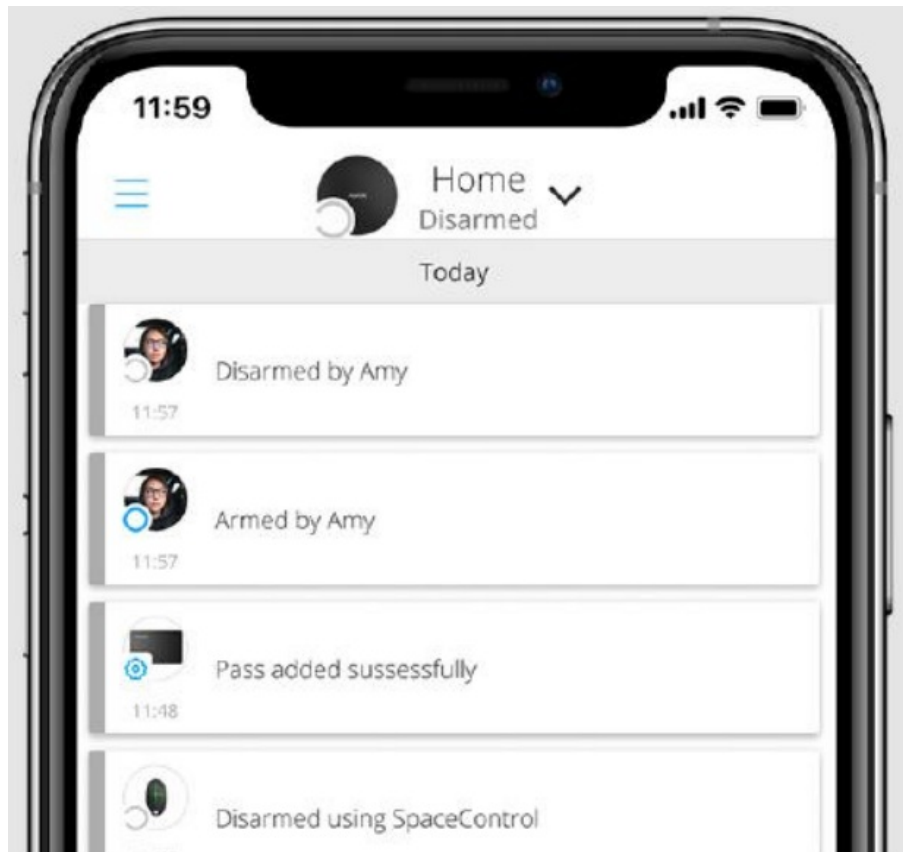 11:59
Home
Disarmed
Today
Disarmed by Amy
11:57
Armed by Amy
11:57
Pass added sussessfully
11:48
Disarmed using SpaceControl